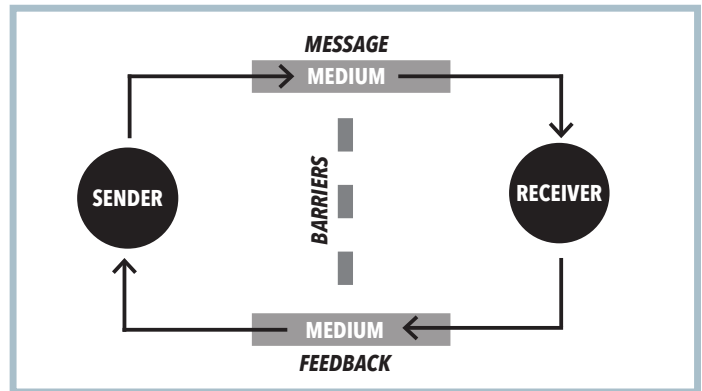 MESSAGE
MEDIUM
SENDER
BARRIERS
RECEIVER
MEDIUM
FEEDBACK